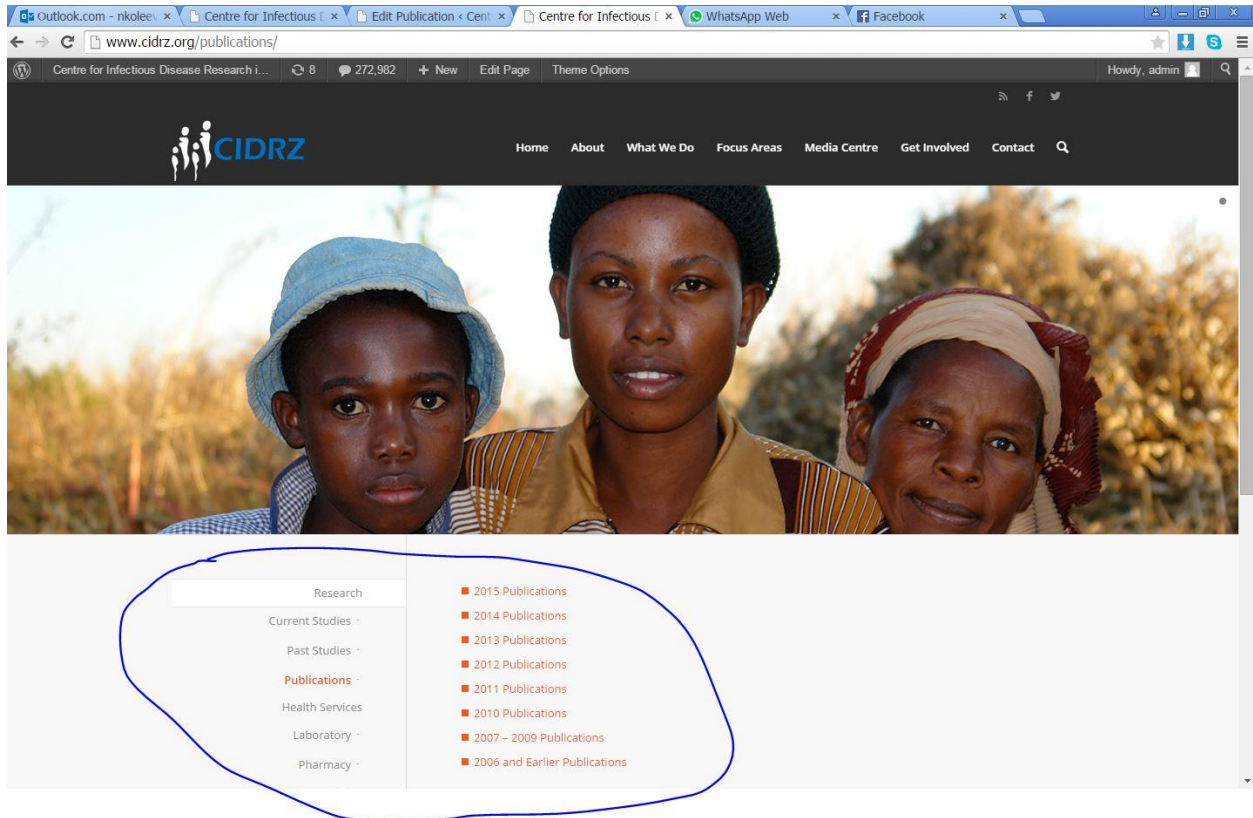 Outlook.com - nkoleev
Centre for Infectious D
Edit Publication ‹ Cent
Centre for Infectious D
WhatsApp Web
Facebook
www.cidrz.org/publications/
Centre for Infectious Disease Research i... 8 272,982 + New Edit Page Theme Options Howdy, admin
CIDRZ
Home About What We Do Focus Areas Media Centre Get Involved Contact
Research
Current Studies
Past Studies
Publications
Health Services
Laboratory
Pharmacy
2015 Publications
2014 Publications
2013 Publications
2012 Publications
2011 Publications
2010 Publications
2007 – 2009 Publications
2006 and Earlier Publications